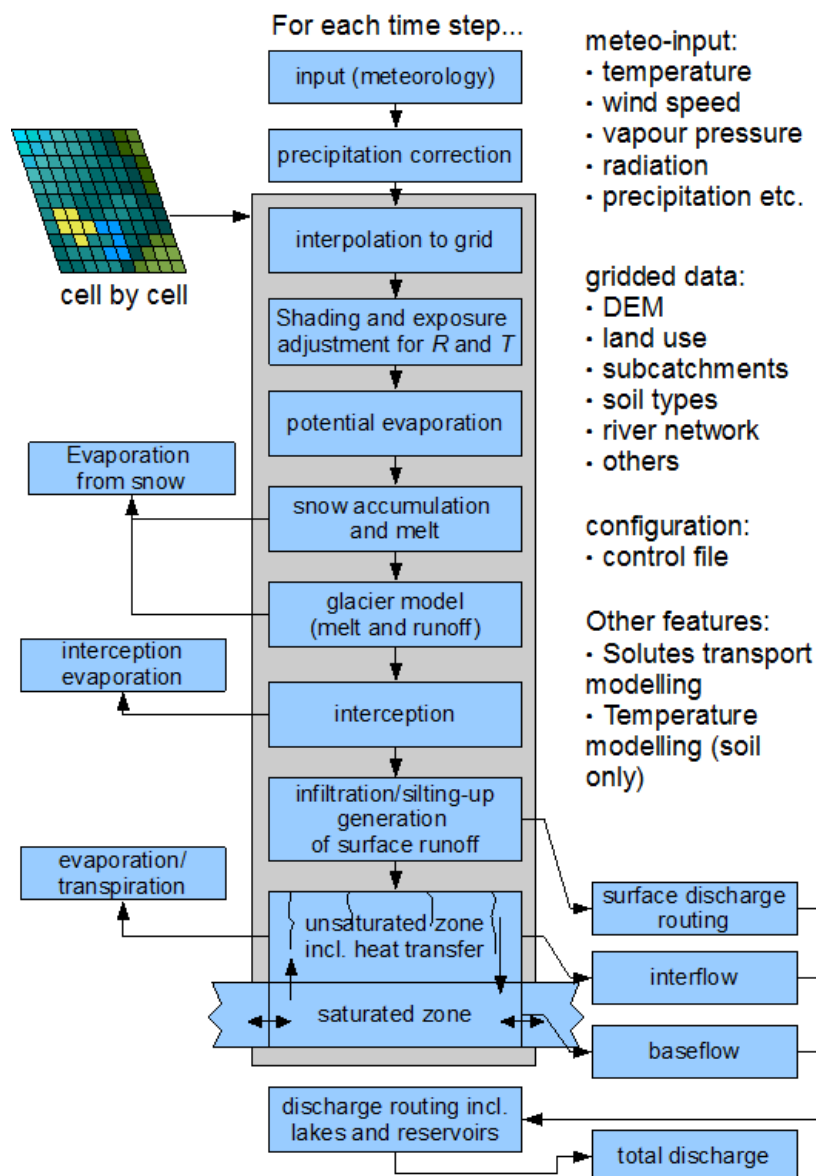 For each time step...
input (meteorology)
precipitation correction
cell by cell
interpolation to grid
Shading and exposure
adjustment for R and T
potential evaporation
Evaporation
from snow
snow accumulation
and melt
glacier model
(melt and runoff)
interception
evaporation
interception
infiltration/silting-up
generation
of surface runoff
evaporation/
transpiration
unsaturated zone
incl. heat transfer
saturated zone
surface discharge
routing
interflow
baseflow
discharge routing incl.
lakes and reservoirs
total discharge
meteo-input:
• temperature
• wind speed
• vapour pressure
• radiation
• precipitation etc.
gridded data:
• DEM
• land use
• subcatchments
• soil types
• river network
• others
configuration:
• control file
Other features:
• Solutes transport
modelling
• Temperature
modelling (soil
only)